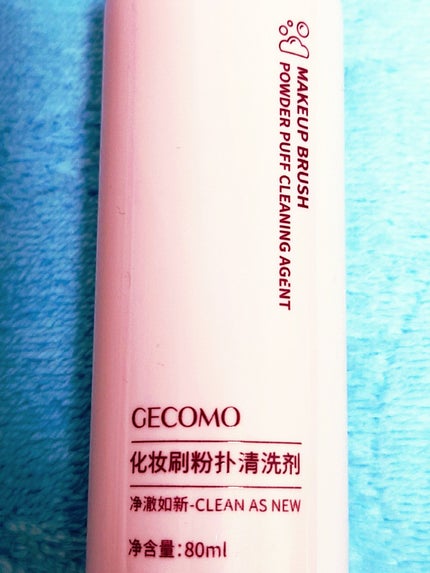 MAKEUP BRUSH
POWDER PUFF CLEANING AGENT
GECOMO
化妆刷粉扑清洗剂
净澈如新-CLEAN AS NEW
净含量:80ml